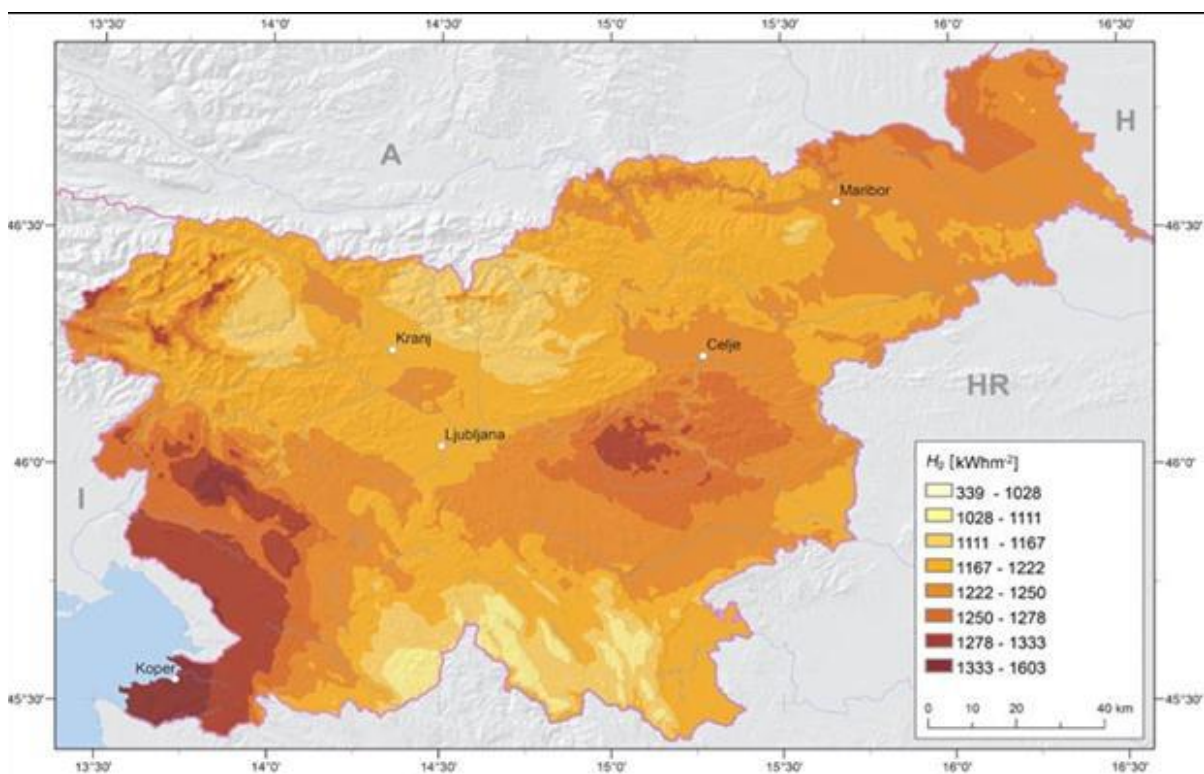 13°30' 14°0' 14°30' 15°0' 15°30' 16°0' 16°30'
H
A
Maribor
46°30' 46°30'
Kranj
Celje
HR
Ljubljana
46°0' 46°0'
I
H₀ [kWhm⁻²]
339 - 1028
1028 - 1111
1111 - 1167
1167 - 1222
1222 - 1250
1250 - 1278
1278 - 1333
1333 - 1603
Koper
45°30' 45°30'
0 10 20 40 km
13°30' 14°0' 14°30' 15°0' 15°30' 16°0' 16°30'